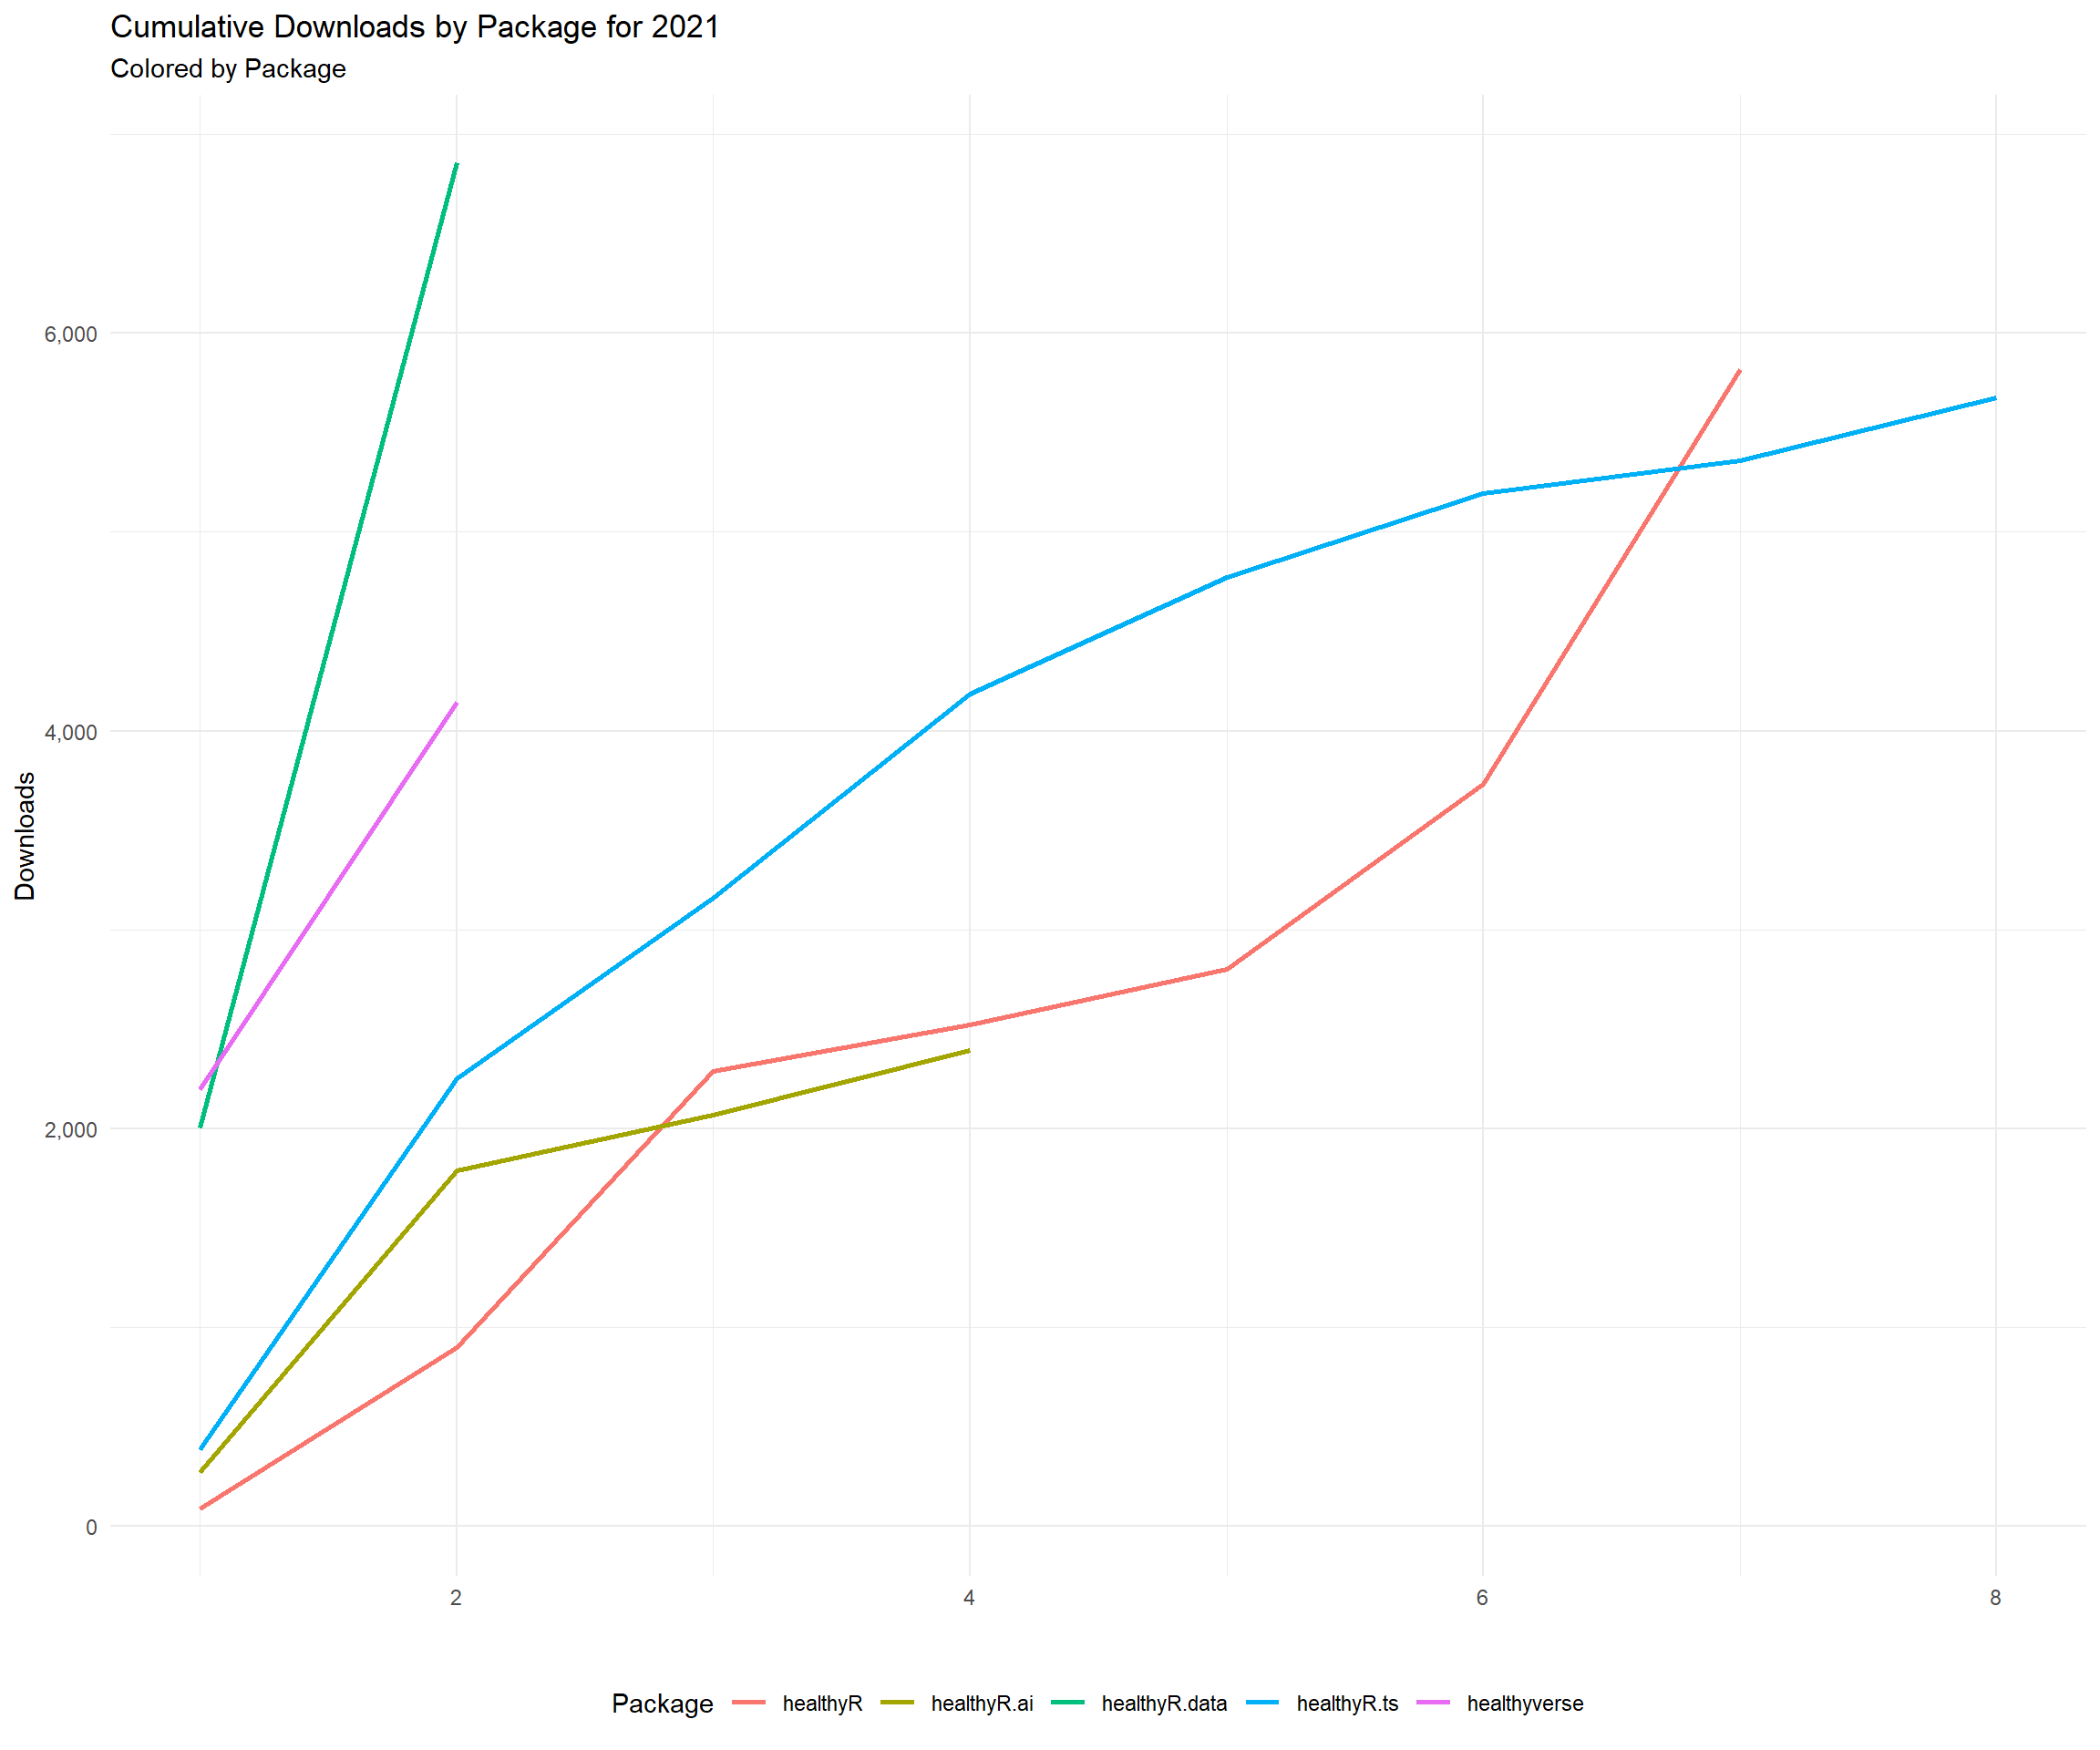 Cumulative Downloads by Package for 2021
Colored by Package
Downloads
6,000
4,000
2,000
0
2 4 6 8
Package healthyR healthyR.ai healthyR.data healthyR.ts healthyverse